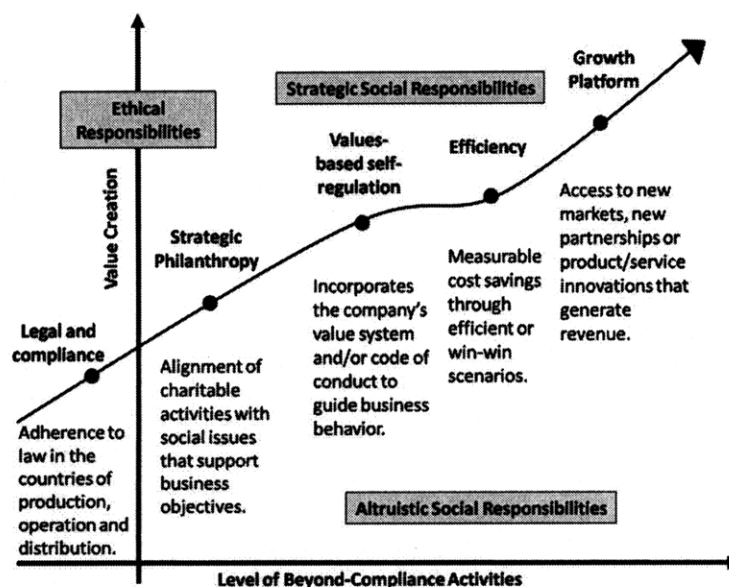 Growth
Platform
Strategic Social Responsibilities
Ethical
Responsibilities
Values-
based self-
regulation
Efficiency
Value Creation
Strategic
Philanthropy
Access to new
markets, new
partnerships or
product/service
innovations that
generate
revenue.
Measurable
cost savings
through
efficient or
win-win
scenarios.
Incorporates
the company's
value system
and/or code of
conduct to
guide business
behavior.
Legal and
compliance
Alignment of
charitable
activities with
social issues
that support
business
objectives.
Adherence to
law in the
countries of
production,
operation and
distribution.
Altruistic Social Responsibilities
Level of Beyond-Compliance Activities